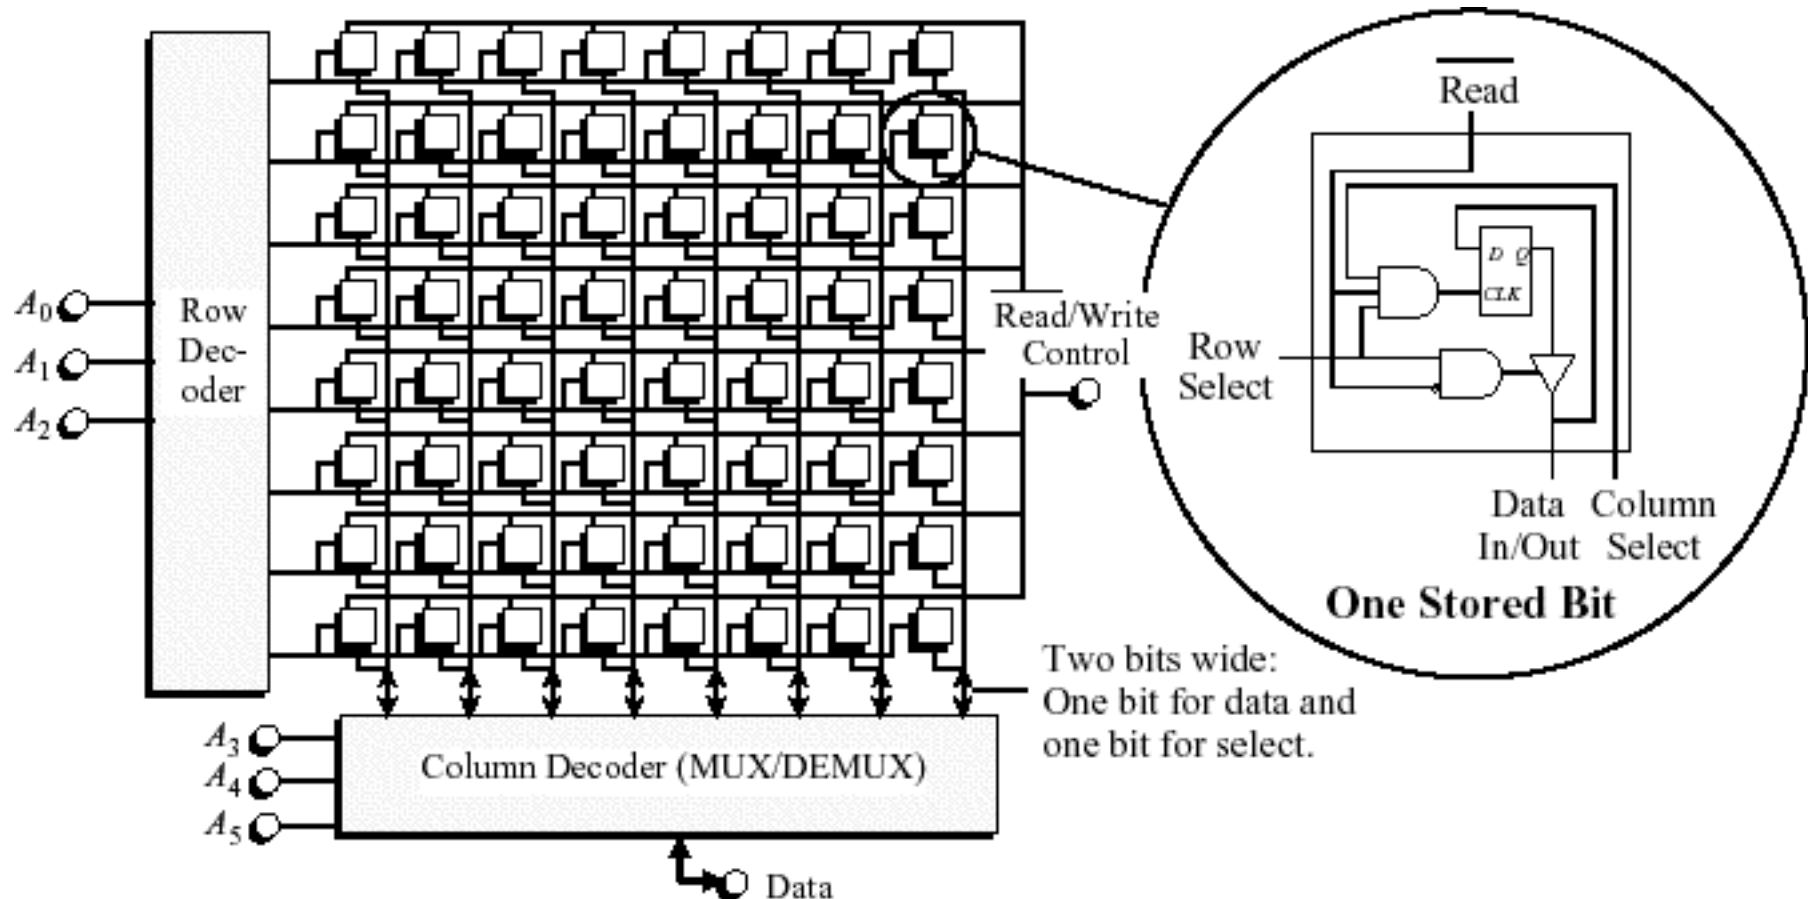 Read
A0
A1
A2
Row
Dec-
oder
Read/Write
Control
Row
Select
D Q
CLK
Data Column
In/Out Select
One Stored Bit
Two bits wide:
One bit for data and
one bit for select.
A3
A4
A5
Column Decoder (MUX/DEMUX)
Data